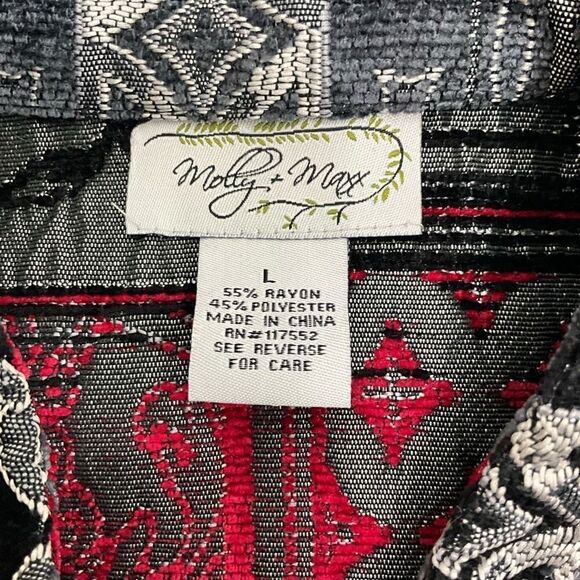 Molly + Maxx
L
55% RAYON
45% POLYESTER
MADE IN CHINA
RN#117552
SEE REVERSE
FOR CARE